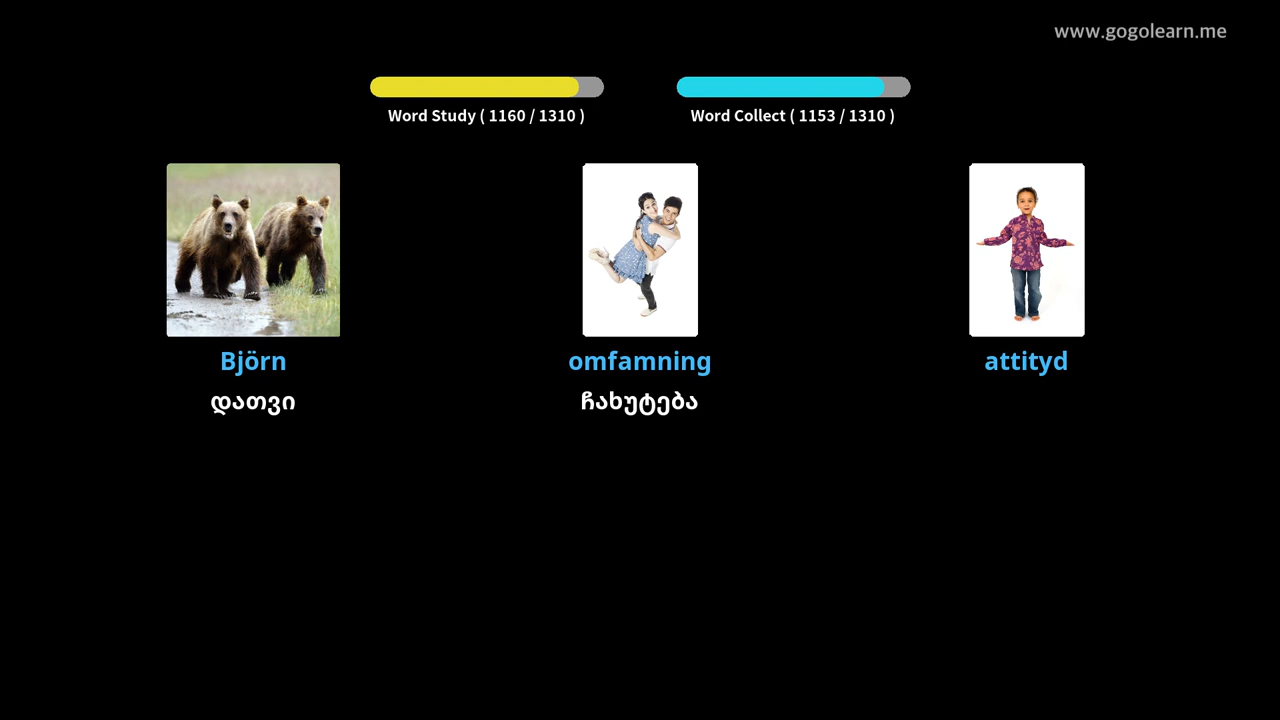 www.gogolearn.me
Word Study ( 1160 / 1310 )
Word Collect ( 1153 / 1310 )
Björn
omfamning
attityd
დათვი
ჩახუტება